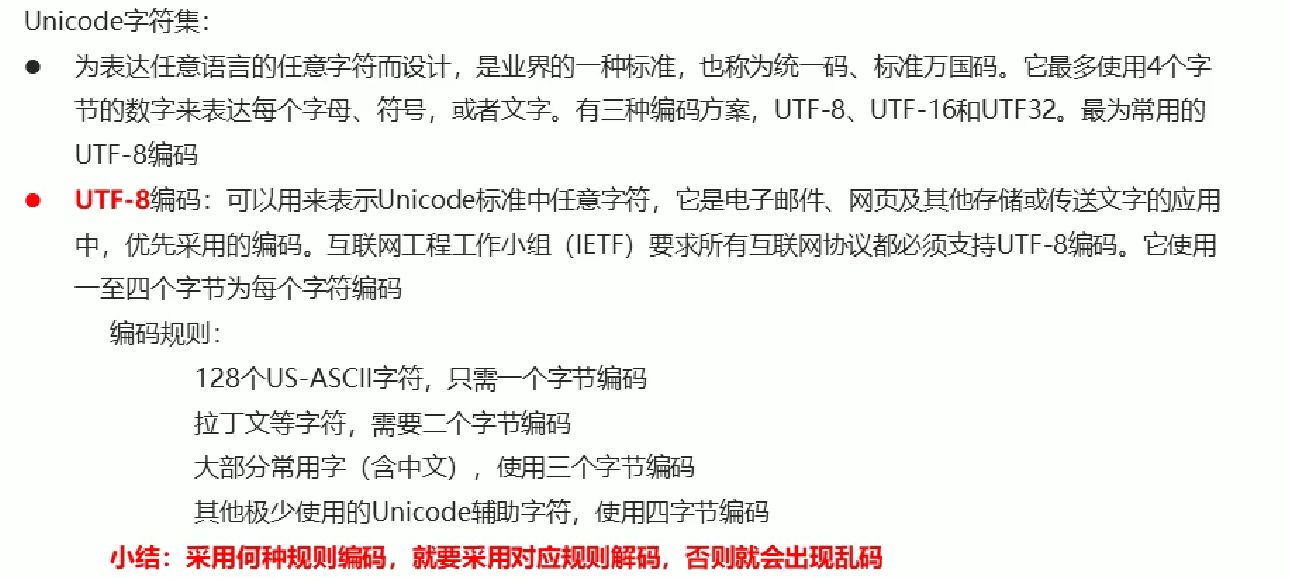 Unicode字符集：
● 为表达任意语言的任意字符而设计，是业界的一种标准，也称为统一码、标准万国码。它最多使用4个字
节的数字来表达每个字母、符号，或者文字。有三种编码方案，UTF-8、UTF-16和UTF32。最为常用的
UTF-8编码
● UTF-8编码：可以用来表示Unicode标准中任意字符，它是电子邮件、网页及其他存储或传送文字的应用
中，优先采用的编码。互联网工程工作小组（IETF）要求所有互联网协议都必须支持UTF-8编码。它使用
一至四个字节为每个字符编码
编码规则：
128个US-ASCII字符，只需一个字节编码
拉丁文等字符，需要二个字节编码
大部分常用字（含中文），使用三个字节编码
其他极少使用的Unicode辅助字符，使用四字节编码
小结：采用何种规则编码，就要采用对应规则解码，否则就会出现乱码